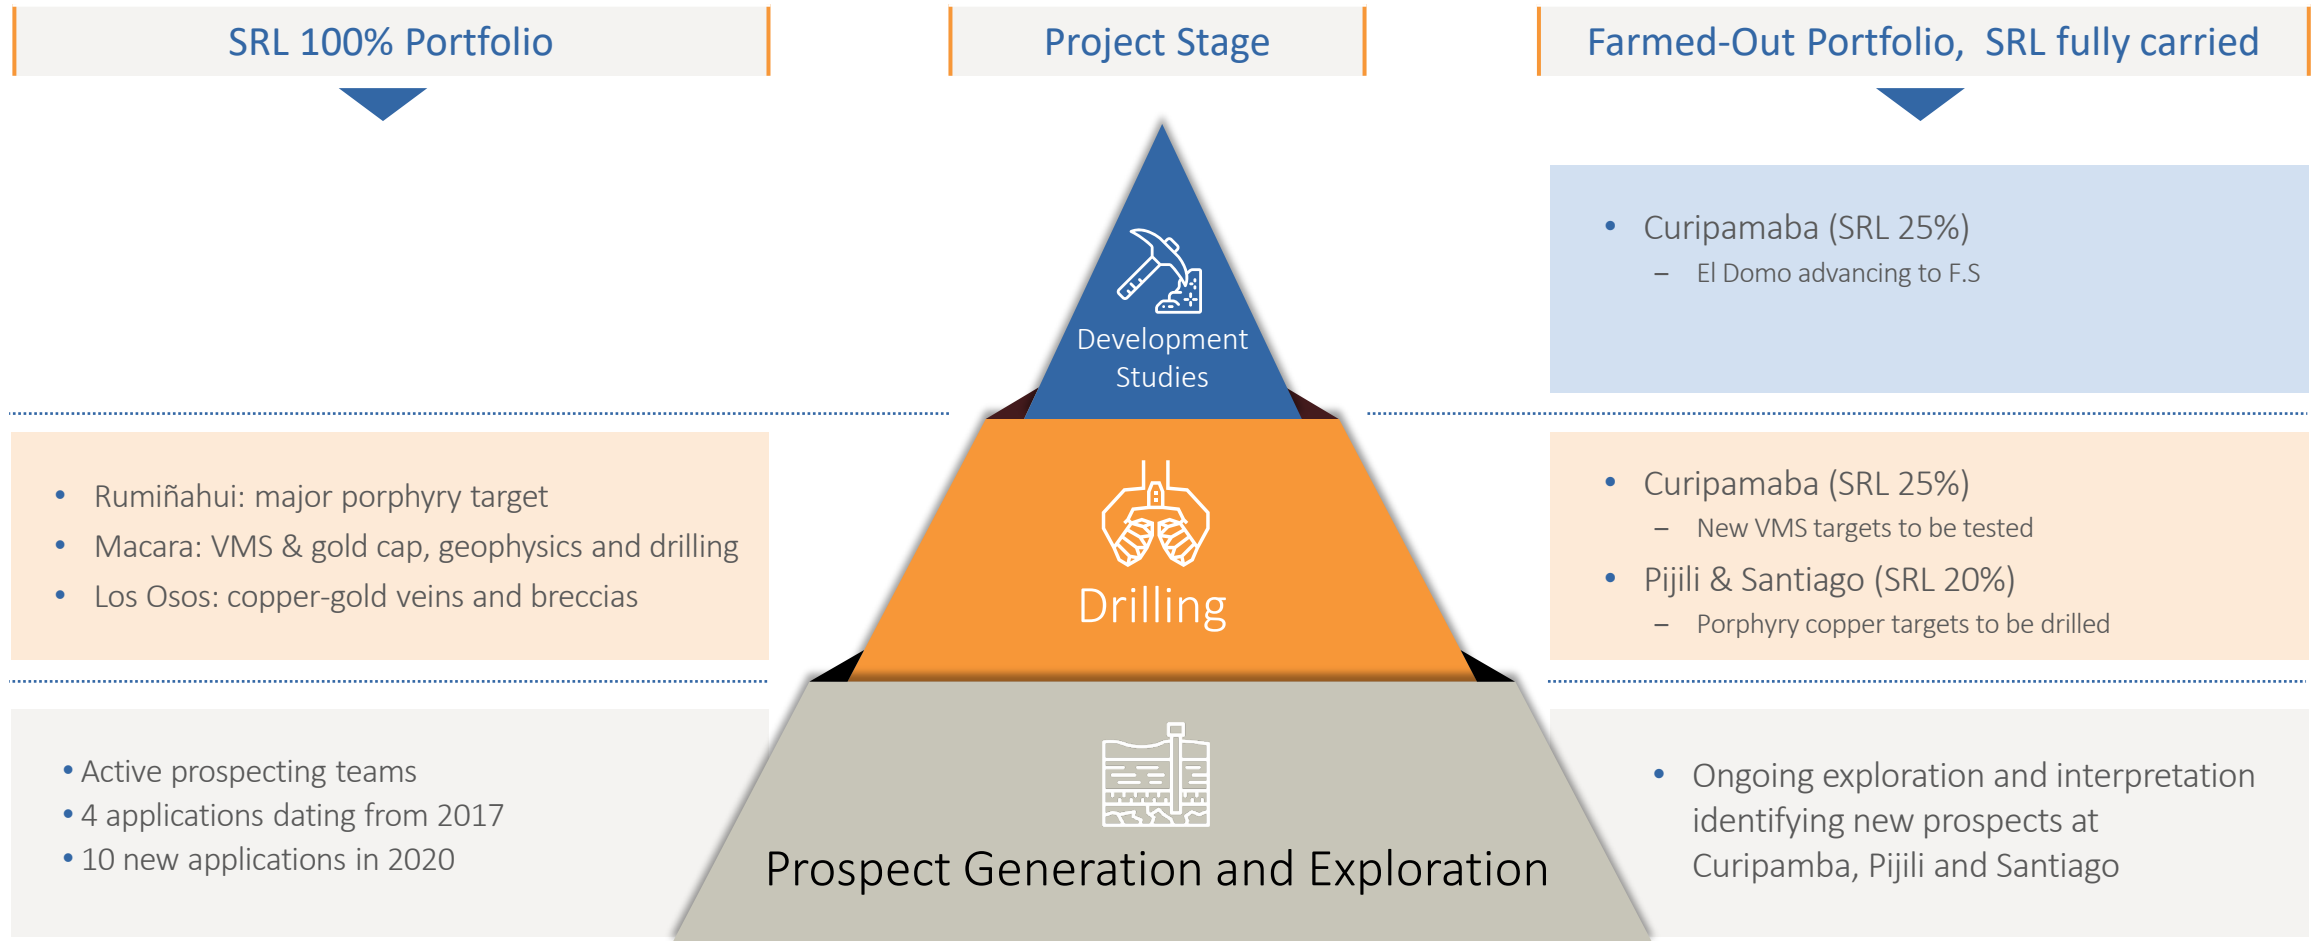 SRL 100% Portfolio
Project Stage
Farmed-Out Portfolio, SRL fully carried
Development
Studies
• Curipamaba (SRL 25%)
– El Domo advancing to F.S
• Rumiñahui: major porphyry target
• Macara: VMS & gold cap, geophysics and drilling
• Los Osos: copper-gold veins and breccias
Drilling
• Curipamaba (SRL 25%)
– New VMS targets to be tested
• Pijili & Santiago (SRL 20%)
– Porphyry copper targets to be drilled
• Active prospecting teams
• 4 applications dating from 2017
• 10 new applications in 2020
Prospect Generation and Exploration
• Ongoing exploration and interpretation
identifying new prospects at
Curipamba, Pijili and Santiago